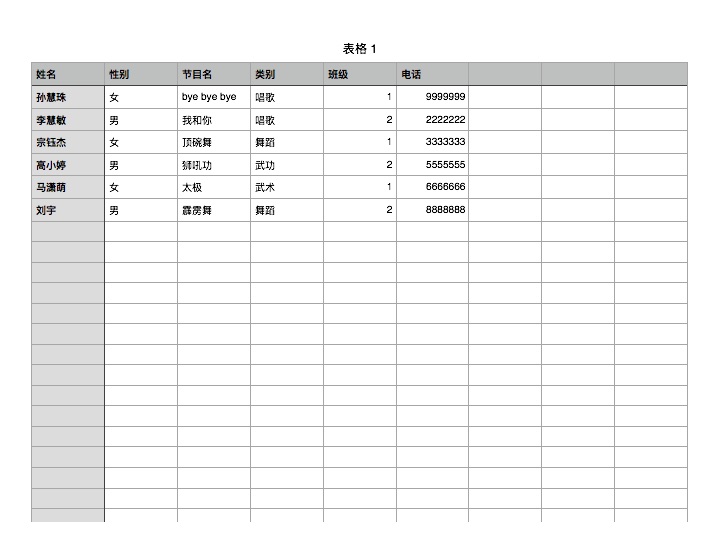 表格 1
姓名 性别 节目名 类别 班级 电话
孙慧珠 女 bye bye bye 唱歌 1 9999999
李慧敏 男 我和你 唱歌 2 2222222
宗钰杰 女 顶碗舞 舞蹈 1 3333333
高小婷 男 狮吼功 武功 2 5555555
马潇萌 女 太极 武术 1 6666666
刘宇 男 霹雳舞 舞蹈 2 8888888